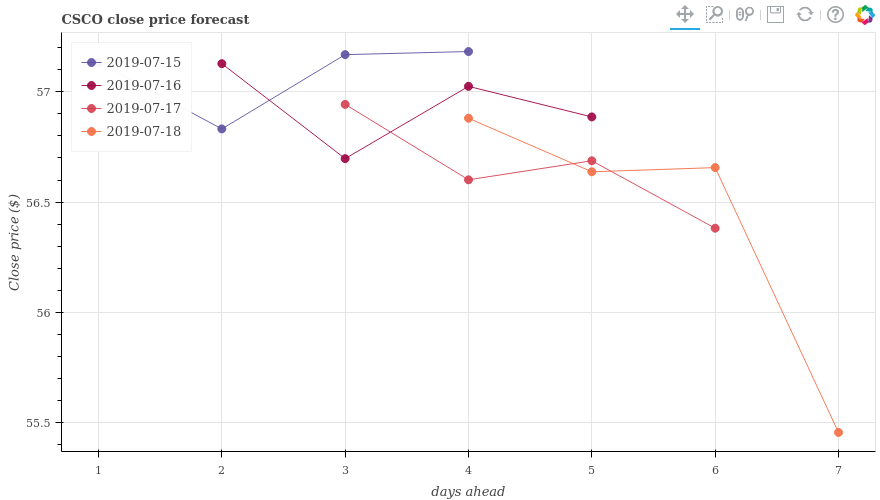 CSCO close price forecast
2019-07-15
2019-07-16
2019-07-17
2019-07-18
57
56.5
56
55.5
Close price ($)
1 2 3 4 5 6 7
days ahead